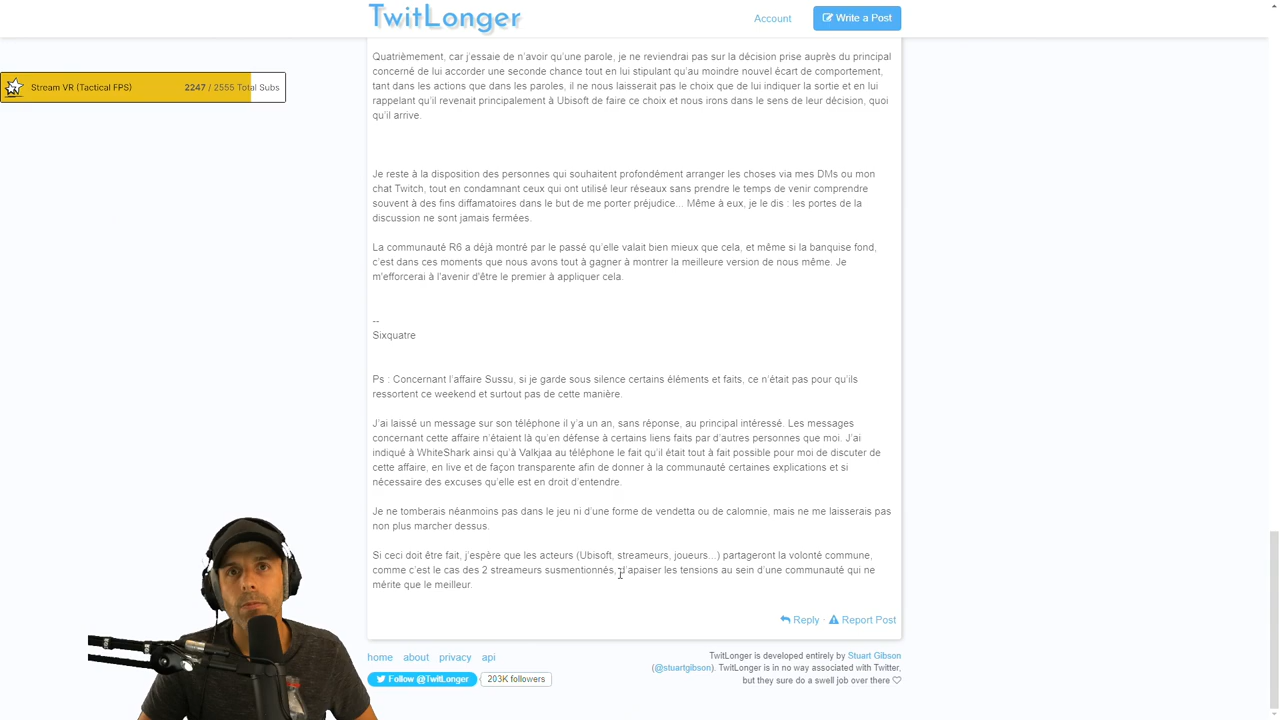 TwitLonger
Account
Write a Post
Stream VR (Tactical FPS) 2247 / 2555 Total Subs
Quatrièmement, car j'essaie de n'avoir qu'une parole, je ne reviendrai pas sur la décision prise auprès du principal
concerné de lui accorder une seconde chance tout en lui stipulant qu'au moindre nouvel écart de comportement,
tant dans les actions que dans les paroles, il ne nous laisserait pas le choix que de lui indiquer la sortie et en lui
rappelant qu'il revenait principalement à Ubisoft de faire ce choix et nous irons dans le sens de leur décision, quoi
qu'il arrive.
Je reste à la disposition des personnes qui souhaitent profondément arranger les choses via mes DMs ou mon
chat Twitch, tout en condamnant ceux qui ont utilisé leur réseaux sans prendre le temps de venir comprendre
souvent à des fins diffamatoires dans le but de me porter préjudice... Même à eux, je le dis : les portes de la
discussion ne sont jamais fermées.
La communauté R6 a déjà montré par le passé qu'elle valait bien mieux que cela, et même si la banquise fond,
c'est dans ces moments que nous avons tout à gagner à montrer la meilleure version de nous même. Je
m'efforcerai à l'avenir d'être le premier à appliquer cela.
--
Sixquatre
Ps : Concernant l'affaire Sussu, si je garde sous silence certains éléments et faits, ce n'était pas pour qu'ils
ressortent ce weekend et surtout pas de cette manière.
J'ai laissé un message sur son téléphone il y'a un an, sans réponse, au principal intéressé. Les messages
concernant cette affaire n'étaient là qu'en défense à certains liens faits par d'autres personnes que moi. J'ai
indiqué à WhiteShark ainsi qu'à Valkjaa au téléphone le fait qu'il était tout à fait possible pour moi de discuter de
cette affaire, en live et de façon transparente afin de donner à la communauté certaines explications et si
nécessaire des excuses qu'elle est en droit d'entendre.
Je ne tomberais néanmoins pas dans le jeu ni d'une forme de vendetta ou de calomnie, mais ne me laisserais pas
non plus marcher dessus.
Si ceci doit être fait, j'espère que les acteurs (Ubisoft, streameurs, joueurs...) partageront la volonté commune,
comme c'est le cas des 2 streameurs susmentionnés, d'apaiser les tensions au sein d'une communauté qui ne
mérite que le meilleur.
Reply · Report Post
home about privacy api
Follow @TwitLonger 203K followers
TwitLonger is developed entirely by Stuart Gibson
(@stuartgibson). TwitLonger is in no way associated with Twitter,
but they sure do a swell job over there